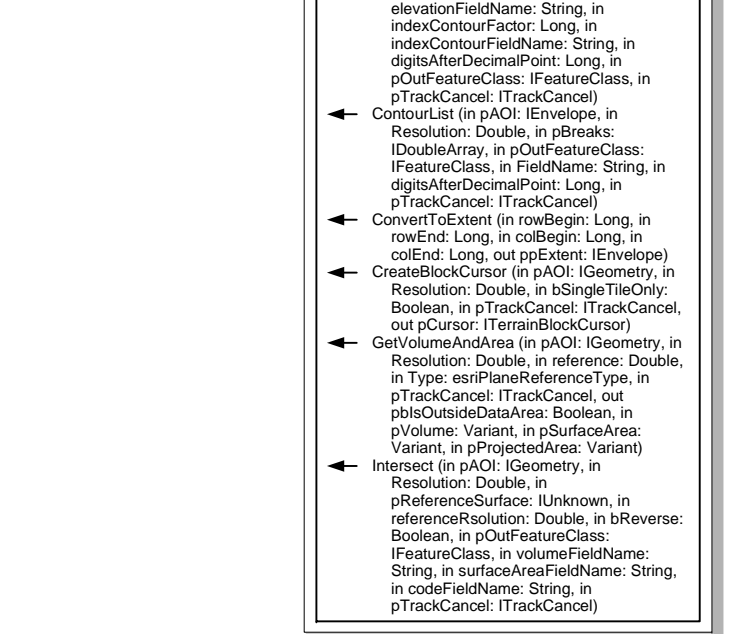 elevationFieldName: String, in
indexContourFactor: Long, in
indexContourFieldName: String, in
digitsAfterDecimalPoint: Long, in
pOutFeatureClass: IFeatureClass, in
pTrackCancel: ITrackCancel)
ContourList (in pAOI: IEnvelope, in
Resolution: Double, in pBreaks:
IDoubleArray, in pOutFeatureClass:
IFeatureClass, in FieldName: String, in
digitsAfterDecimalPoint: Long, in
pTrackCancel: ITrackCancel)
ConvertToExtent (in rowBegin: Long, in
rowEnd: Long, in colBegin: Long, in
colEnd: Long, out ppExtent: IEnvelope)
CreateBlockCursor (in pAOI: IGeometry, in
Resolution: Double, in bSingleTileOnly:
Boolean, in pTrackCancel: ITrackCancel,
out pCursor: ITerrainBlockCursor)
GetVolumeAndArea (in pAOI: IGeometry, in
Resolution: Double, in reference: Double,
in Type: esriPlaneReferenceType, in
pTrackCancel: ITrackCancel, out
pbIsOutsideDataArea: Boolean, in
pVolume: Variant, in pSurfaceArea:
Variant, in pProjectedArea: Variant)
Intersect (in pAOI: IGeometry, in
Resolution: Double, in
pReferenceSurface: IUnknown, in
referenceRsolution: Double, in bReverse:
Boolean, in pOutFeatureClass:
IFeatureClass, in volumeFieldName:
String, in surfaceAreaFieldName: String,
in codeFieldName: String, in
pTrackCancel: ITrackCancel)